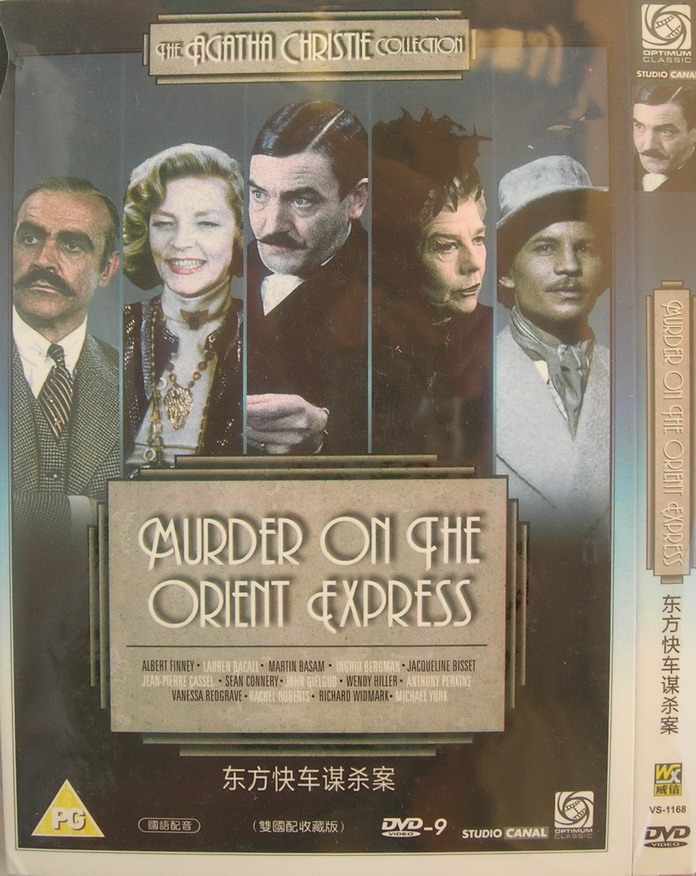 THE AGATHA CHRISTIE COLLECTION
MURDER ON THE
ORIENT EXPRESS
ALBERT FINNEY • LAUREN BACALL • MARTIN BASAM • INGRID BERGMAN • JACQUELINE BISSET
JEAN-PIERRE CASSEL • SEAN CONNERY • JOHN GIELGUD • WENDY HILLER • ANTHONY PERKINS
VANESSA REDGRAVE • RACHEL ROBERTS • RICHARD WIDMARK • MICHAEL YORK
东方快车谋杀案
PG
國語配音
(雙國配收藏版)
DVD-9
VIDEO
STUDIO CANAL
OPTIMUM
CLASSIC
OPTIMUM
CLASSIC
STUDIO CANAL
MURDER ON THE ORIENT EXPRESS
东方快车谋杀案
WX
威信
VS-1168
DVD
VIDEO